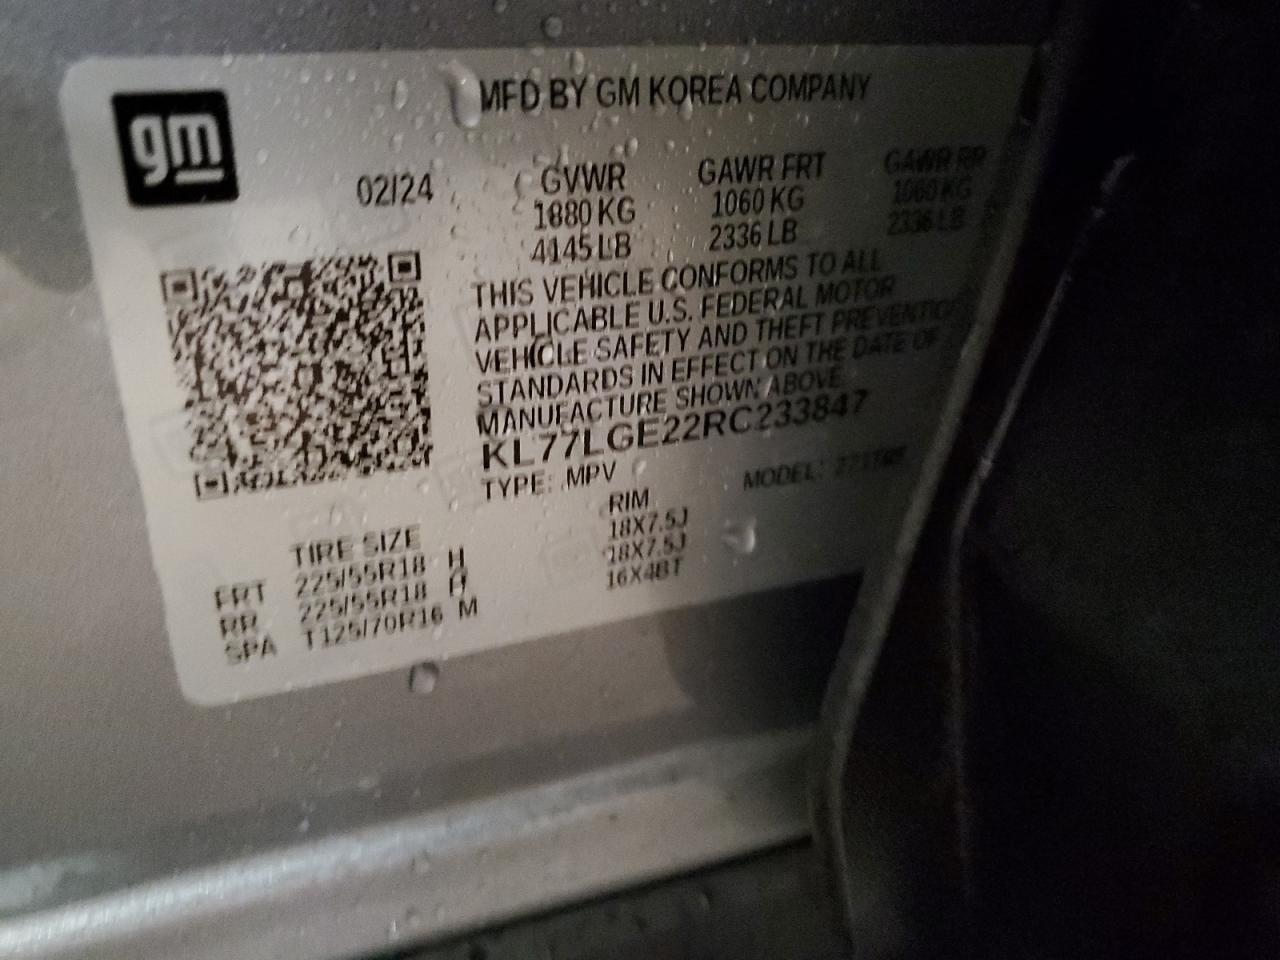 gm
MFD BY GM KOREA COMPANY
02/24 GVWR GAWR FRT GAWR RR
1880 KG 1060 KG 1060 KG
4145 LB 2336 LB 2336 LB
THIS VEHICLE CONFORMS TO ALL
APPLICABLE U.S. FEDERAL MOTOR
VEHICLE SAFETY AND THEFT PREVENTION
STANDARDS IN EFFECT ON THE DATE OF
MANUFACTURE SHOWN ABOVE.
KL77LGE22RC233847
TYPE: MPV MODEL:
TIRE SIZE RIM
FRT 225/55R18 H 18X7.5J
RR 225/55R18 H 18X7.5J
SPA T125/70R16 M 16X4BT